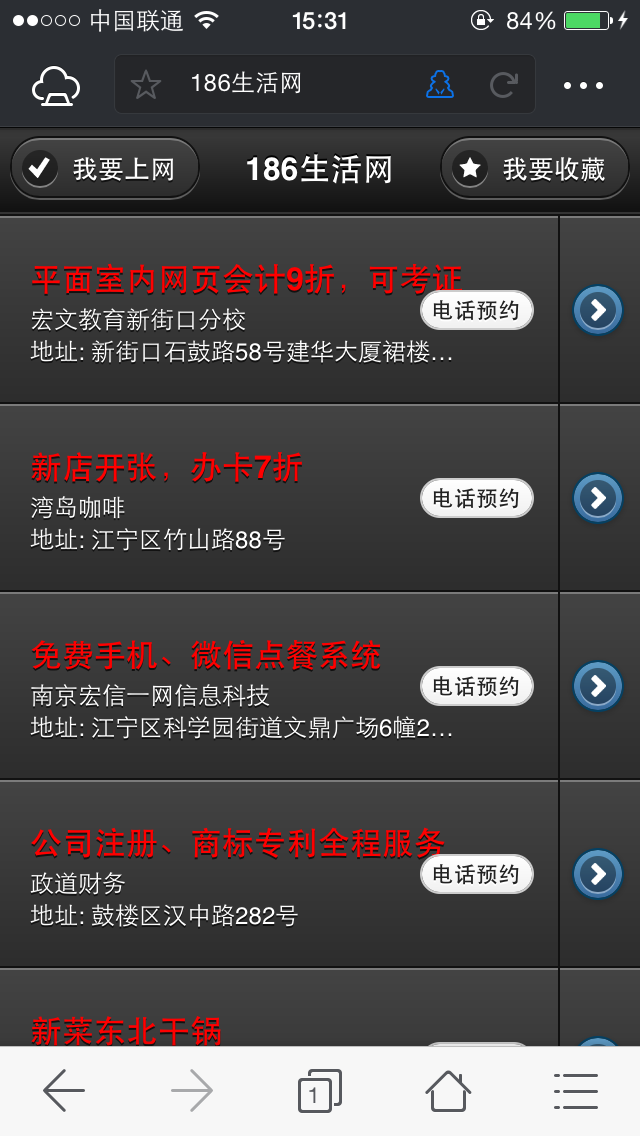 中国联通 15:31 84%
186生活网
我要上网 186生活网 我要收藏
平面室内网页会计9折，可考证
宏文教育新街口分校
电话预约
地址: 新街口石鼓路58号建华大厦裙楼...
新店开张，办卡7折
湾岛咖啡
电话预约
地址: 江宁区竹山路88号
免费手机、微信点餐系统
南京宏信一网信息科技
电话预约
地址: 江宁区科学园街道文鼎广场6幢2...
公司注册、商标专利全程服务
政道财务
电话预约
地址: 鼓楼区汉中路282号
新菜东北干锅
1